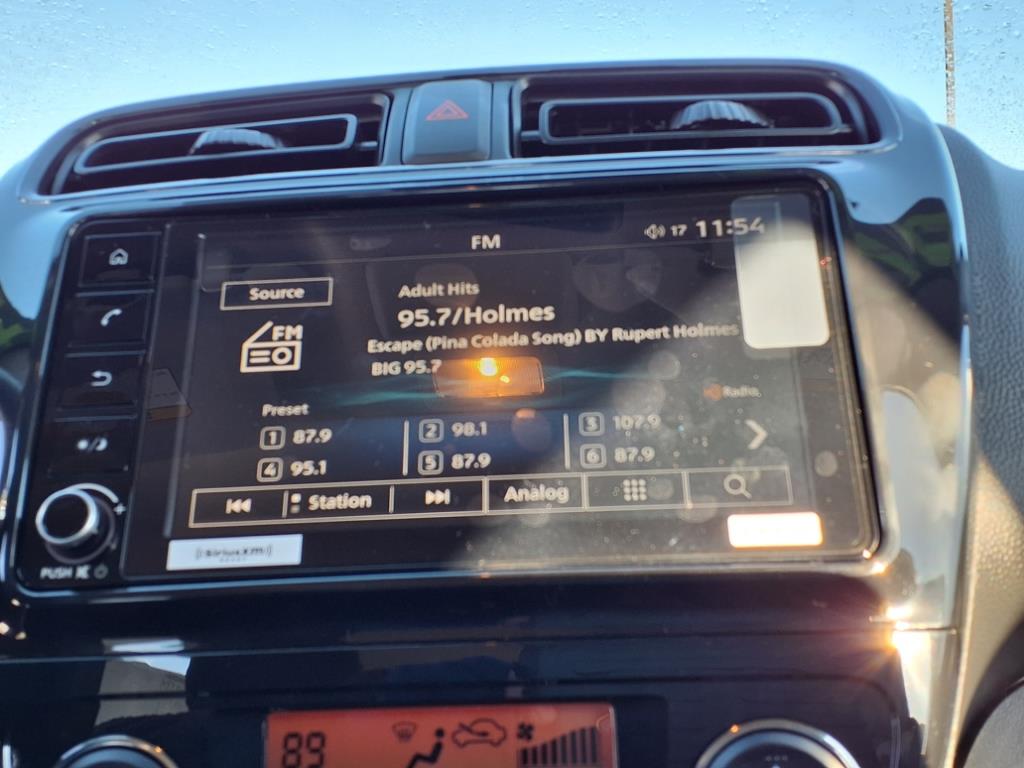 FM
17 11:54
Source
Adult Hits
95.7/Holmes
FM
Escape (Pina Colada Song) BY Rupert Holmes
BIG 95.7
Radio
Preset
1 87.9
2 98.1
3 107.9
4 95.1
5 87.9
6 87.9
Station
Analog
((siriusxm))
PUSH
89